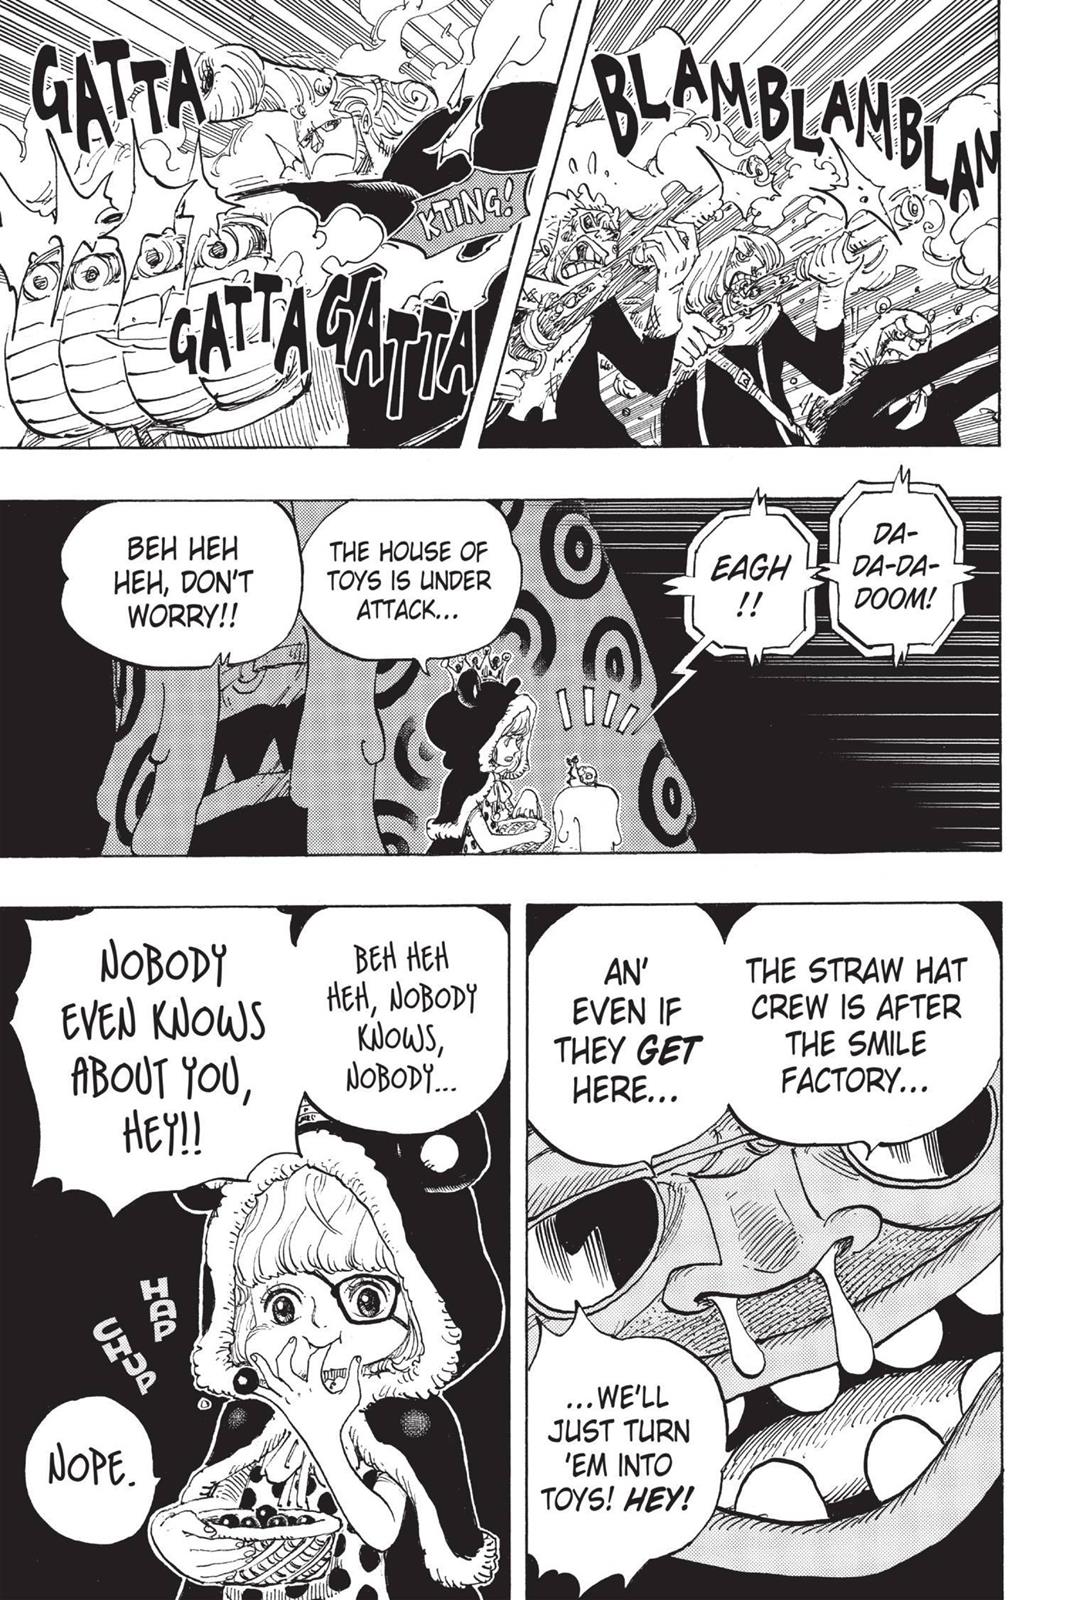 BLAMBLAMBLAM
GATTA
KTING!
GATTAGATTA
DA-
DA-DA-
DOOM!
EAGH
!!
THE HOUSE OF
TOYS IS UNDER
ATTACK...
BEH HEH
HEH, DON'T
WORRY!!
THE STRAW HAT
CREW IS AFTER
THE SMILE
FACTORY...
AN'
EVEN IF
THEY GET
HERE...
...WE'LL
JUST TURN
'EM INTO
TOYS! HEY!
BEH HEH
HEH, NOBODY
KNOWS,
NOBODY...
NOBODY
EVEN KNOWS
ABOUT YOU,
HEY!!
HAP
CHUP
NOPE.